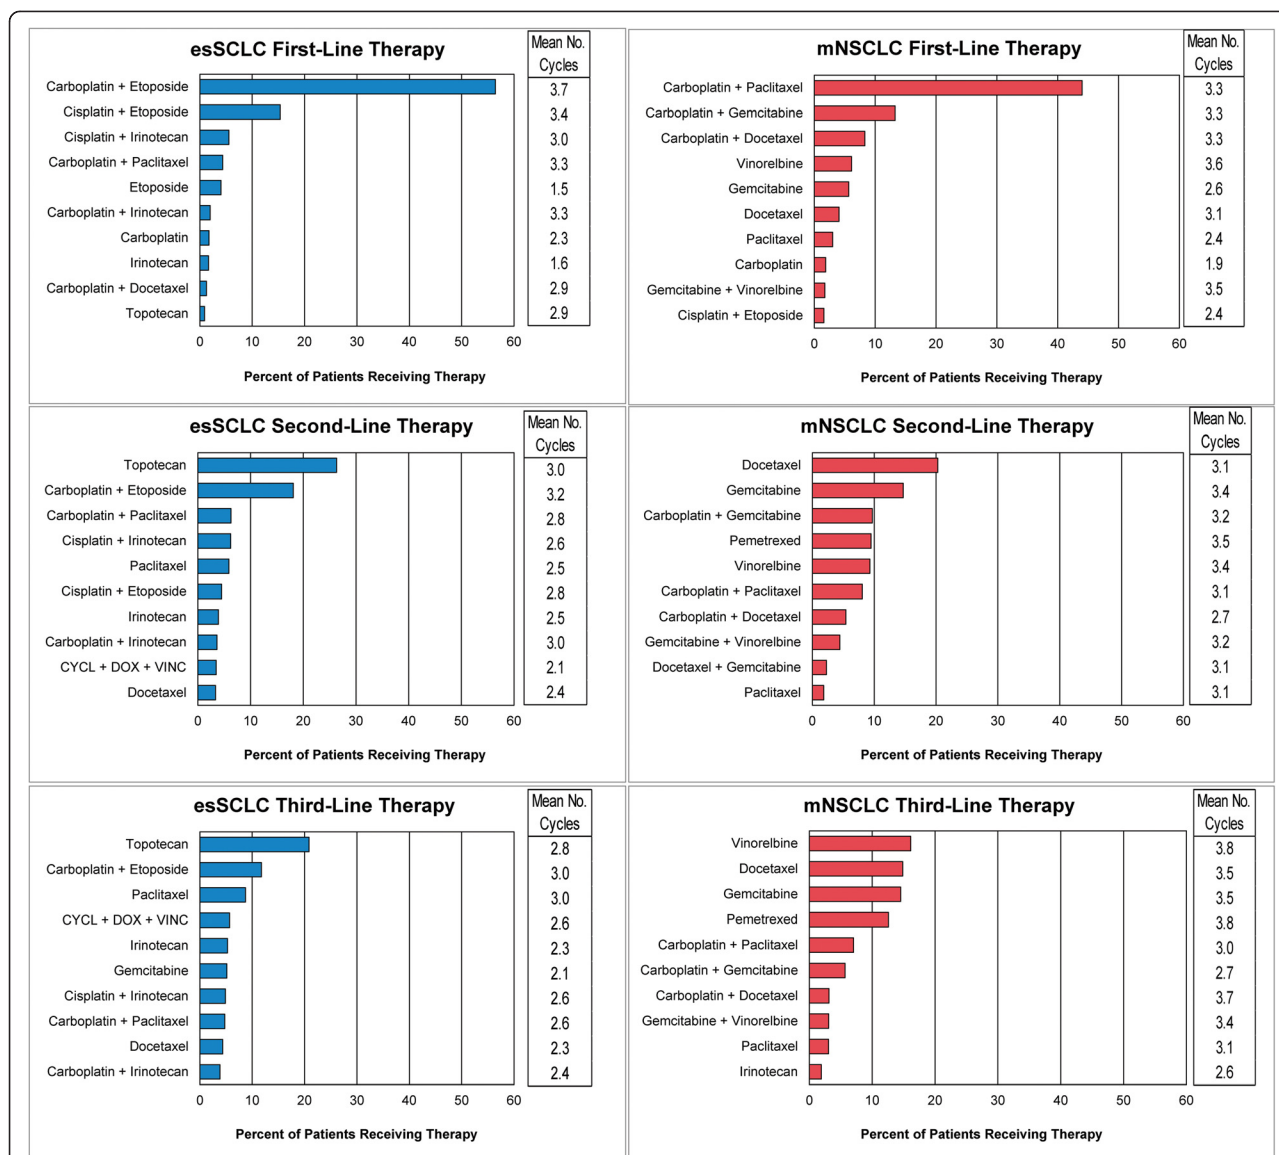 esSCLC First-Line Therapy
Mean No.
Cycles
Carboplatin + Etoposide 3.7
Cisplatin + Etoposide 3.4
Cisplatin + Irinotecan 3.0
Carboplatin + Paclitaxel 3.3
Etoposide 1.5
Carboplatin + Irinotecan 3.3
Carboplatin 2.3
Irinotecan 1.6
Carboplatin + Docetaxel 2.9
Topotecan 2.9
0 10 20 30 40 50 60
Percent of Patients Receiving Therapy
mNSCLC First-Line Therapy
Mean No.
Cycles
Carboplatin + Paclitaxel 3.3
Carboplatin + Gemcitabine 3.3
Carboplatin + Docetaxel 3.3
Vinorelbine 3.6
Gemcitabine 2.6
Docetaxel 3.1
Paclitaxel 2.4
Carboplatin 1.9
Gemcitabine + Vinorelbine 3.5
Cisplatin + Etoposide 2.4
0 10 20 30 40 50 60
Percent of Patients Receiving Therapy
esSCLC Second-Line Therapy
Mean No.
Cycles
Topotecan 3.0
Carboplatin + Etoposide 3.2
Carboplatin + Paclitaxel 2.8
Cisplatin + Irinotecan 2.6
Paclitaxel 2.5
Cisplatin + Etoposide 2.8
Irinotecan 2.5
Carboplatin + Irinotecan 3.0
CYCL + DOX + VINC 2.1
Docetaxel 2.4
0 10 20 30 40 50 60
Percent of Patients Receiving Therapy
mNSCLC Second-Line Therapy
Mean No.
Cycles
Docetaxel 3.1
Gemcitabine 3.4
Carboplatin + Gemcitabine 3.2
Pemetrexed 3.5
Vinorelbine 3.4
Carboplatin + Paclitaxel 3.1
Carboplatin + Docetaxel 2.7
Gemcitabine + Vinorelbine 3.2
Docetaxel + Gemcitabine 3.1
Paclitaxel 3.1
0 10 20 30 40 50 60
Percent of Patients Receiving Therapy
esSCLC Third-Line Therapy
Mean No.
Cycles
Topotecan 2.8
Carboplatin + Etoposide 3.0
Paclitaxel 3.0
CYCL + DOX + VINC 2.6
Irinotecan 2.3
Gemcitabine 2.1
Cisplatin + Irinotecan 2.6
Carboplatin + Paclitaxel 2.6
Docetaxel 2.3
Carboplatin + Irinotecan 2.4
0 10 20 30 40 50 60
Percent of Patients Receiving Therapy
mNSCLC Third-Line Therapy
Mean No.
Cycles
Vinorelbine 3.8
Docetaxel 3.5
Gemcitabine 3.5
Pemetrexed 3.8
Carboplatin + Paclitaxel 3.0
Carboplatin + Gemcitabine 2.7
Carboplatin + Docetaxel 3.7
Gemcitabine + Vinorelbine 3.4
Paclitaxel 3.1
Irinotecan 2.6
0 10 20 30 40 50 60
Percent of Patients Receiving Therapy